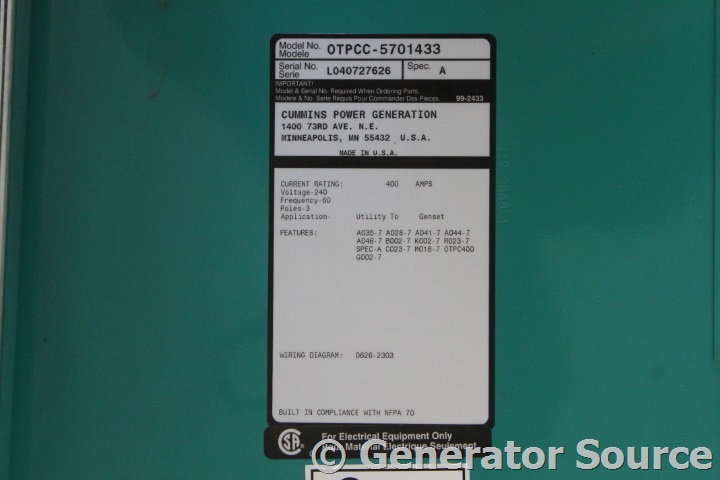 Model No. OTPCC-5701433
Modele
Serial No. L040727626 Spec. A
Serie
IMPORTANT!
Model & Serial No. Required When Ordering Parts.
Modele & No. Serie Requis Pour Commander Des Pieces. 99-2433
CUMMINS POWER GENERATION
1400 73RD AVE. N.E.
MINNEAPOLIS, MN 55432 U.S.A.
MADE IN U.S.A.
CURRENT RATING: 400 AMPS
Voltage-240
Frequency-60
Poles-3
Application- Utility To Genset
FEATURES: A035-7 A028-7 A041-7 A044-7
A046-7 B002-7 K002-7 R023-7
SPEC-A C023-7 M018-7 OTPC400
G002-7
WIRING DIAGRAM: 0626-2303
BUILT IN COMPLIANCE WITH NFPA 70
For Electrical Equipment Only
Pour Materiel Electrique Seulement
© Generator Source